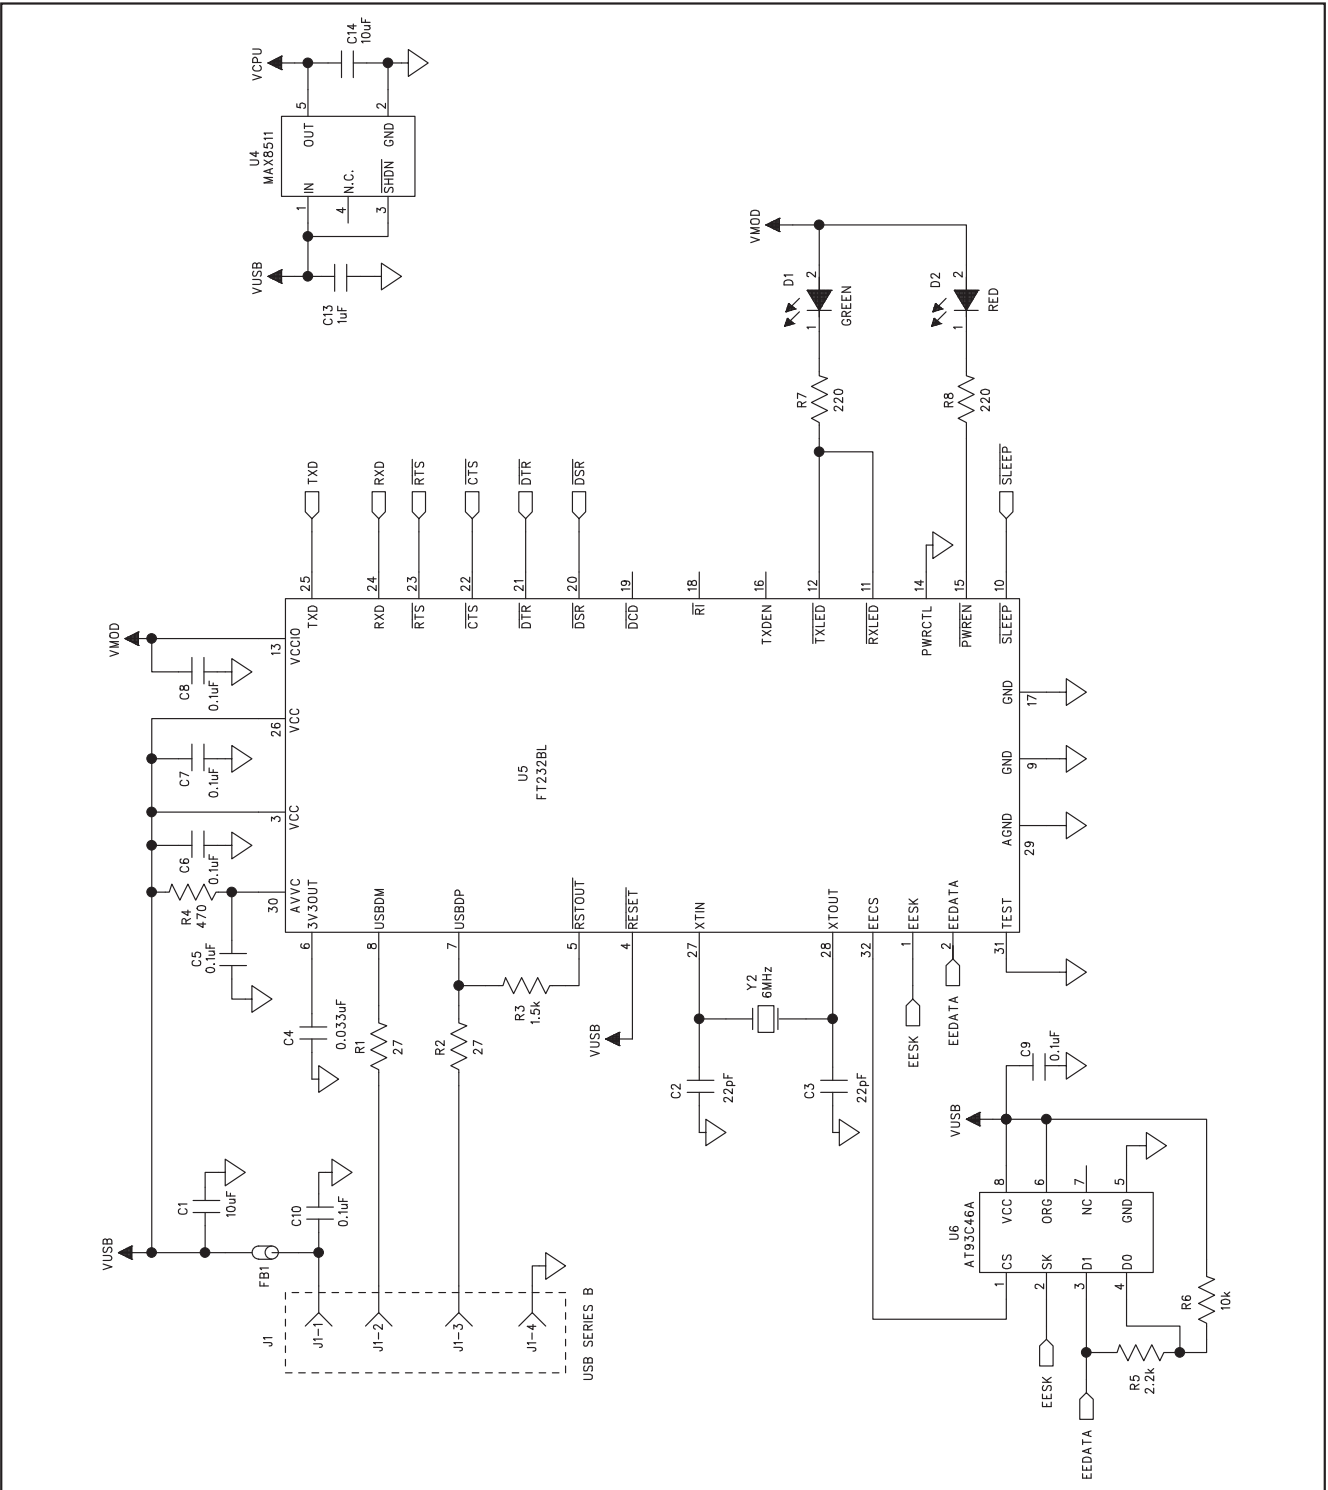 VCPU
C14
10uF
5
2
OUT
GND
U4
MAX8511
IN
N.C.
SHDN
1
4
3
VUSB
C13
1uF
VMOD
D1
2
1
GREEN
D2
2
1
RED
R7
220
R8
220
TXD
RXD
RTS
CTS
DTR
DSR
SLEEP
25
24
23
22
21
20
19
18
16
12
11
14
15
10
TXD
RXD
RTS
CTS
DTR
DSR
DCD
RI
TXDEN
TXLED
RXLED
PWRCTL
PWREN
SLEEP
VMOD
C8
0.1uF
13
VCCIO
26
VCC
C7
0.1uF
3
VCC
C6
0.1uF
R4
470
30
AVVC
C5
0.1uF
U5
FT232BL
GND
17
GND
9
AGND
29
3V3OUT
USBDM
USBDP
RSTOUT
RESET
XTIN
XTOUT
EECS
EESK
EEDATA
TEST
6
8
7
5
4
27
28
32
1
2
31
C4
0.033uF
R1
27
R2
27
R3
1.5k
VUSB
Y2
6MHz
C2
22pF
C3
22pF
EESK
EEDATA
C9
0.1uF
VUSB
VUSB
C1
10uF
C10
0.1uF
FB1
J1
J1-1
J1-2
J1-3
J1-4
USB SERIES B
8
6
7
5
VCC
ORG
NC
GND
U6
AT93C46A
CS
SK
D1
D0
1
2
3
4
R6
10k
R5
2.2k
EESK
EEDATA